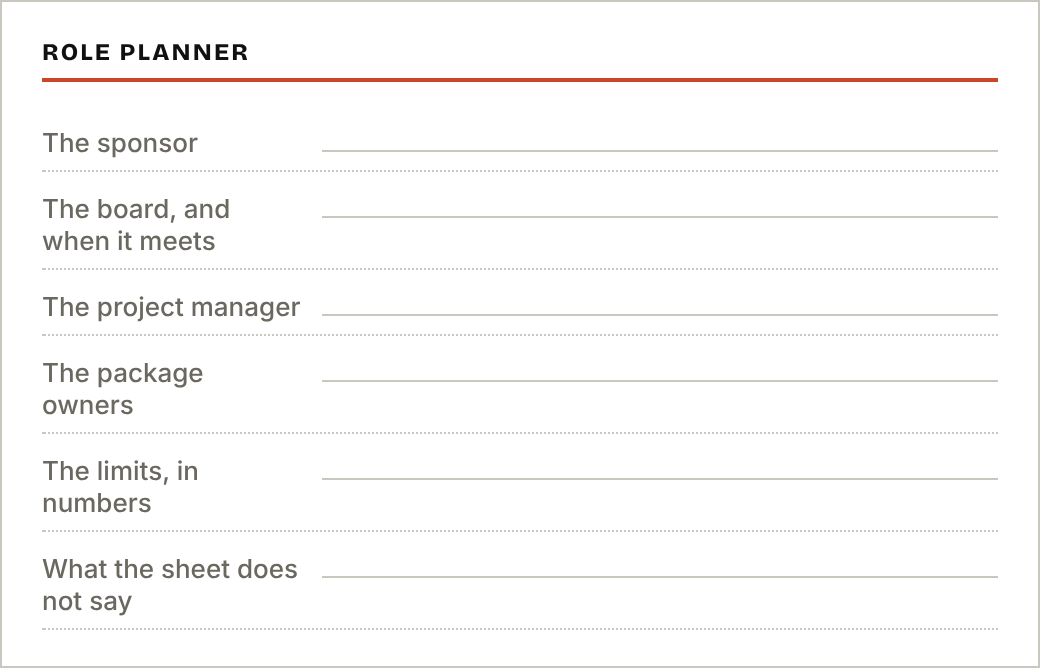 ROLE PLANNER
The sponsor
The board, and
when it meets
The project manager
The package
owners
The limits, in
numbers
What the sheet does
not say